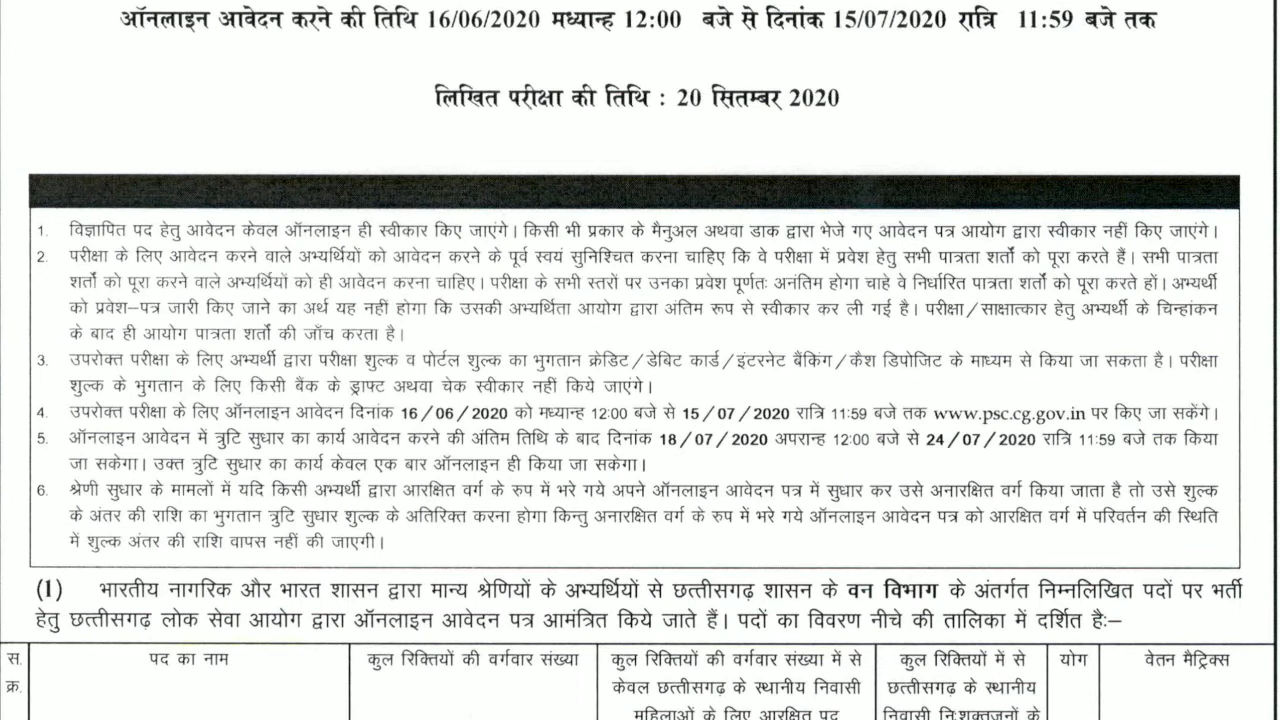 ऑनलाइन आवेदन करने की तिथि 16/06/2020 मध्यान्ह 12:00 बजे से दिनांक 15/07/2020 रात्रि 11:59 बजे तक
लिखित परीक्षा की तिथि : 20 सितम्बर 2020
1. विज्ञापित पद हेतु आवेदन केवल ऑनलाइन ही स्वीकार किए जाएंगे। किसी भी प्रकार के मैनुअल अथवा डाक द्वारा भेजे गए आवेदन पत्र आयोग द्वारा स्वीकार नहीं किए जाएंगे।
2. परीक्षा के लिए आवेदन करने वाले अभ्यर्थियों को आवेदन करने के पूर्व स्वयं सुनिश्चित करना चाहिए कि वे परीक्षा में प्रवेश हेतु सभी पात्रता शर्तो को पूरा करते हैं। सभी पात्रता
शर्तों को पूरा करने वाले अभ्यर्थियों को ही आवेदन करना चाहिए। परीक्षा के सभी स्तरों पर उनका प्रवेश पूर्णतः अनंतिम होगा चाहे वे निर्धारित पात्रता शर्तो को पूरा करते हों। अभ्यर्थी
को प्रवेश–पत्र जारी किए जाने का अर्थ यह नहीं होगा कि उसकी अभ्यर्थिता आयोग द्वारा अंतिम रूप से स्वीकार कर ली गई है। परीक्षा/साक्षात्कार हेतु अभ्यर्थी के चिन्हांकन
के बाद ही आयोग पात्रता शर्तो की जाँच करता है।
3. उपरोक्त परीक्षा के लिए अभ्यर्थी द्वारा परीक्षा शुल्क व पोर्टल शुल्क का भुगतान क्रेडिट/डेबिट कार्ड/इंटरनेट बैंकिंग/कैश डिपोजिट के माध्यम से किया जा सकता है। परीक्षा
शुल्क के भुगतान के लिए किसी बैंक के ड्राफ्ट अथवा चेक स्वीकार नहीं किये जाएंगे।
4. उपरोक्त परीक्षा के लिए ऑनलाइन आवेदन दिनांक 16/06/2020 को मध्यान्ह 12:00 बजे से 15/07/2020 रात्रि 11:59 बजे तक www.psc.cg.gov.in पर किए जा सकेंगे।
5. ऑनलाइन आवेदन में त्रुटि सुधार का कार्य आवेदन करने की अंतिम तिथि के बाद दिनांक 18/07/2020 अपरान्ह 12:00 बजे से 24/07/2020 रात्रि 11:59 बजे तक किया
जा सकेगा। उक्त त्रुटि सुधार का कार्य केवल एक बार ऑनलाइन ही किया जा सकेगा।
6. श्रेणी सुधार के मामलों में यदि किसी अभ्यर्थी द्वारा आरक्षित वर्ग के रुप में भरे गये अपने ऑनलाइन आवेदन पत्र में सुधार कर उसे अनारक्षित वर्ग किया जाता है तो उसे शुल्क
के अंतर की राशि का भुगतान त्रुटि सुधार शुल्क के अतिरिक्त करना होगा किन्तु अनारक्षित वर्ग के रुप में भरे गये ऑनलाइन आवेदन पत्र को आरक्षित वर्ग में परिवर्तन की स्थिति
में शुल्क अंतर की राशि वापस नहीं की जाएगी।
(1) भारतीय नागरिक और भारत शासन द्वारा मान्य श्रेणियों के अभ्यर्थियों से छत्तीसगढ़ शासन के वन विभाग के अंतर्गत निम्नलिखित पदों पर भर्ती
हेतु छत्तीसगढ़ लोक सेवा आयोग द्वारा ऑनलाइन आवेदन पत्र आमंत्रित किये जाते हैं। पदों का विवरण नीचे की तालिका में दर्शित है:–
स. पद का नाम कुल रिक्तियों की वर्गवार संख्या कुल रिक्तियों की वर्गवार संख्या में से कुल रिक्तियों में से योग वेतन मैट्रिक्स
क्र. केवल छत्तीसगढ़ के स्थानीय निवासी छत्तीसगढ़ के स्थानीय
महिलाओं के लिए आरक्षित पद निवासी निःशक्तजनों के